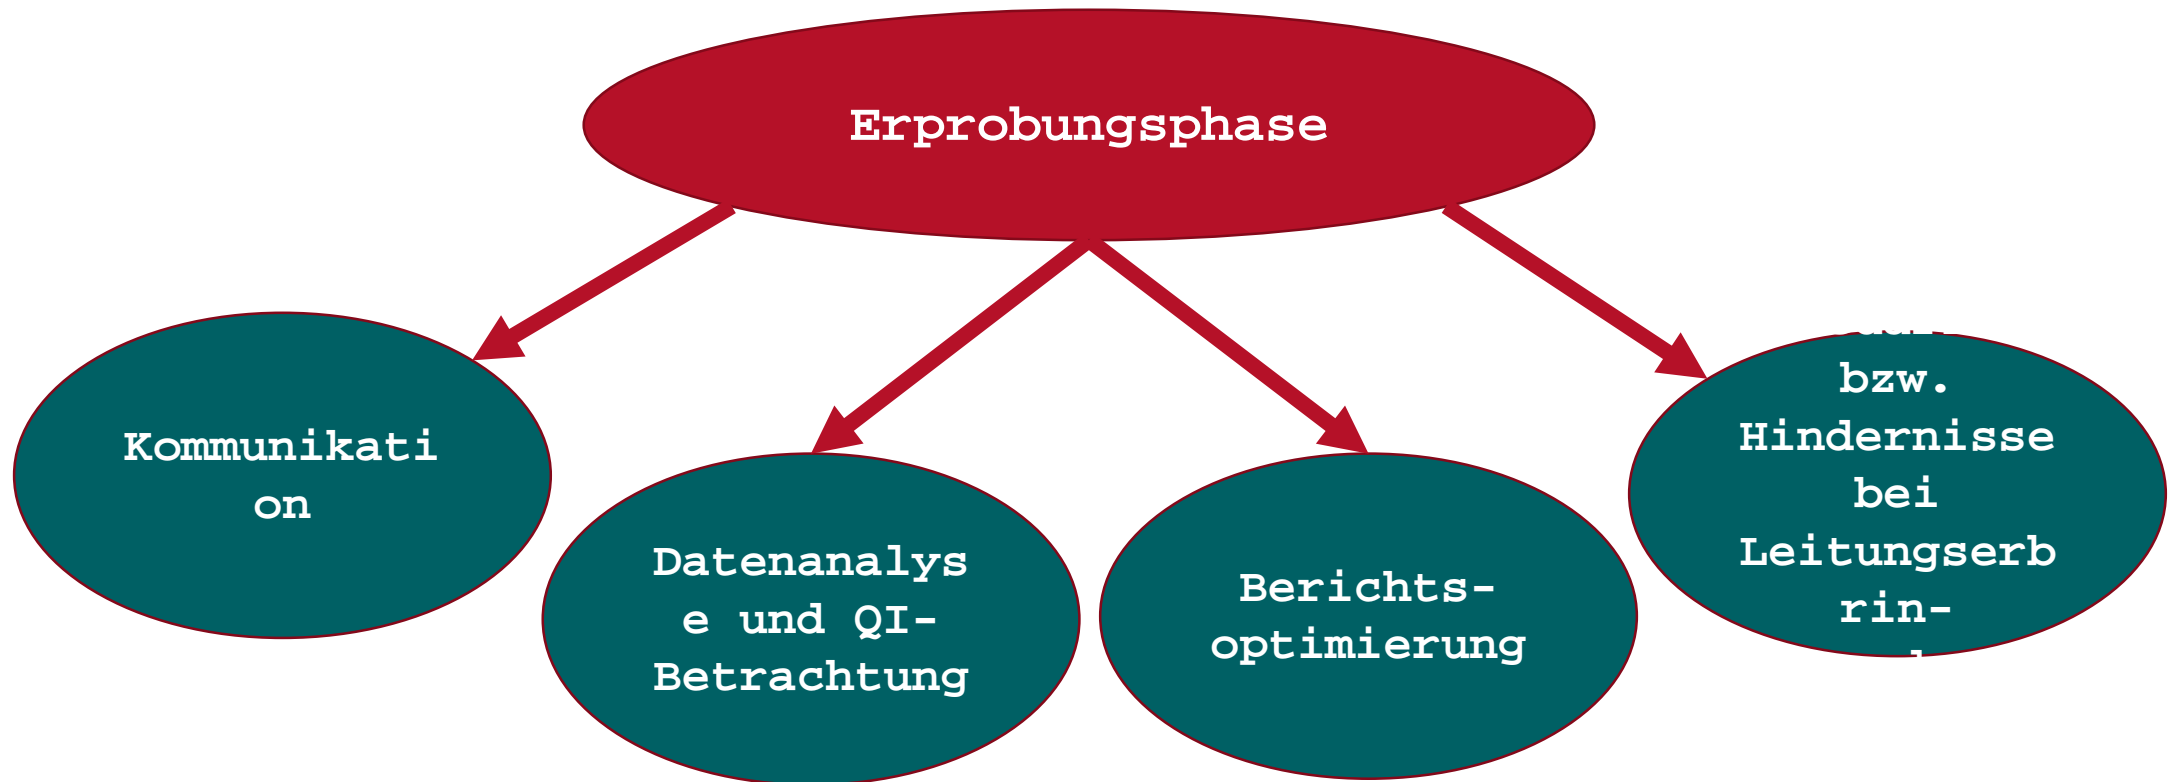 Erprobungsphase
Kommunikati
on
Datenanalys
e und QI-
Betrachtung
Berichts-
optimierung
bzw.
Hindernisse
bei
Leitungserb
rin-